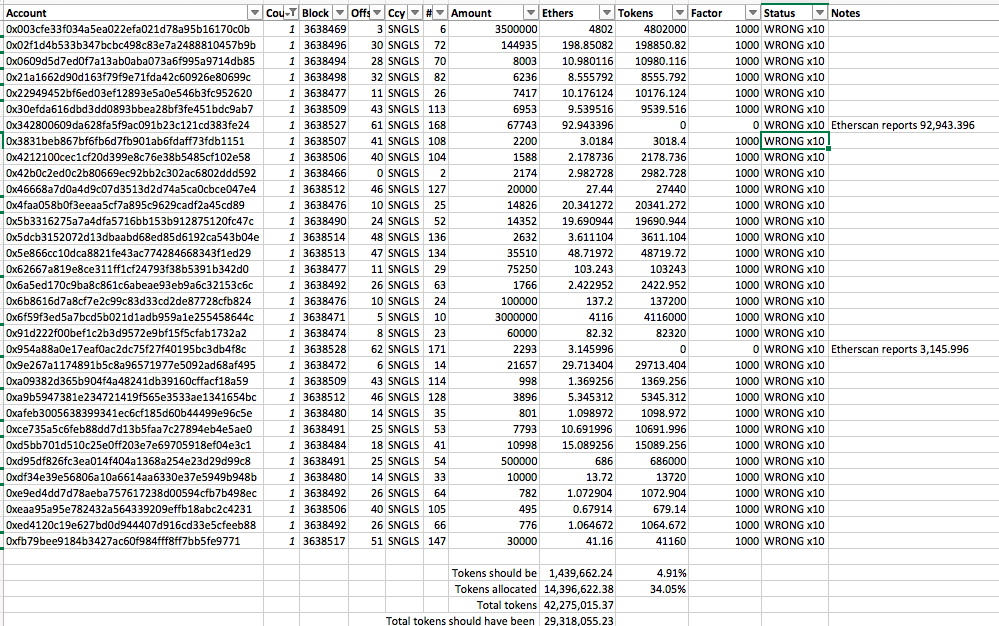 Account Cou Block Offs Ccy # Amount Ethers Tokens Factor Status Notes
0x003cfe33f034a5ea022efa021d78a95b16170c0b 1 3638469 3 SNGLS 6 3500000 4802 4802000 1000 WRONG x10
0x02f1d4b533b347bcbc498c83e7a2488810457b9b 1 3638496 30 SNGLS 72 144935 198.85082 198850.82 1000 WRONG x10
0x0609d5d7ed0f7a13ab0aba073a6f995a9714db85 1 3638494 28 SNGLS 70 8003 10.980116 10980.116 1000 WRONG x10
0x21a1662d90d163f79f9e71fda42c60926e80699c 1 3638498 32 SNGLS 82 6236 8.555792 8555.792 1000 WRONG x10
0x22949452bf6ed03ef12893e5a0e546b3fc952620 1 3638477 11 SNGLS 26 7417 10.176124 10176.124 1000 WRONG x10
0x30efda616dbd3dd0893bbea28bf3fe451bdc9ab7 1 3638509 43 SNGLS 113 6953 9.539516 9539.516 1000 WRONG x10
0x342800609da628fa5f9ac091b23c121cd383fe24 1 3638527 61 SNGLS 168 67743 92.943396 0 0 WRONG x10 Etherscan reports 92,943.396
0x3831beb867bf6fb6d7fb901ab6fdaff73fdb1151 1 3638507 41 SNGLS 108 2200 3.0184 3018.4 1000 WRONG x10
0x4212100cec1cf20d399e8c76e38b5485cf102e58 1 3638506 40 SNGLS 104 1588 2.178736 2178.736 1000 WRONG x10
0x42b0c2ed0c2b80669ec92bb2c302ac6802ddd592 1 3638466 0 SNGLS 2 2174 2.982728 2982.728 1000 WRONG x10
0x46668a7d0a4d9c07d3513d2d74a5ca0cbce047e4 1 3638512 46 SNGLS 127 20000 27.44 27440 1000 WRONG x10
0x4faa058b0f3eeaa5cf7a895c9629cadf2a45cd89 1 3638476 10 SNGLS 25 14826 20.341272 20341.272 1000 WRONG x10
0x5b3316275a7a4dfa5716bb153b912875120fc47c 1 3638490 24 SNGLS 52 14352 19.690944 19690.944 1000 WRONG x10
0x5dcb3152072d13dbaabd68ed85d6192ca543b04e 1 3638514 48 SNGLS 136 2632 3.611104 3611.104 1000 WRONG x10
0x5e866cc10dca8821fe43ac774284668343f1ed29 1 3638513 47 SNGLS 134 35510 48.71972 48719.72 1000 WRONG x10
0x62667a819e8ce311ff1cf24793f38b5391b342d0 1 3638477 11 SNGLS 29 75250 103.243 103243 1000 WRONG x10
0x6a5ed170c9ba8c861c6abeae93eb9a6c32153c6c 1 3638492 26 SNGLS 63 1766 2.422952 2422.952 1000 WRONG x10
0x6b8616d7a8cf7e2c99c83d33cd2de87728cfb824 1 3638476 10 SNGLS 24 100000 137.2 137200 1000 WRONG x10
0x6f59f3ed5a7bcd5b021d1adb959a1e255458644c 1 3638471 5 SNGLS 10 3000000 4116 4116000 1000 WRONG x10
0x91d222f00bef1c2b3d9572e9bf15f5cfab1732a2 1 3638474 8 SNGLS 23 60000 82.32 82320 1000 WRONG x10
0x954a88a0e17eaf0ac2dc75f27f40195bc3db4f8c 1 3638528 62 SNGLS 171 2293 3.145996 0 0 WRONG x10 Etherscan reports 3,145.996
0x9e267a1174891b5c8a96571977e5092ad68af495 1 3638472 6 SNGLS 14 21657 29.713404 29713.404 1000 WRONG x10
0xa09382d365b904f4a48241db39160cffacf18a59 1 3638509 43 SNGLS 114 998 1.369256 1369.256 1000 WRONG x10
0xa9b5947381e234721419f565e3533ae1341654bc 1 3638512 46 SNGLS 128 3896 5.345312 5345.312 1000 WRONG x10
0xafeb3005638399341ec6cf185d60b44499e96c5e 1 3638480 14 SNGLS 35 801 1.098972 1098.972 1000 WRONG x10
0xce735a5c6feb88dd7d13b5faa7c27894eb4e5ae0 1 3638491 25 SNGLS 53 7793 10.691996 10691.996 1000 WRONG x10
0xd5bb701d510c25e0ff203e7e69705918ef04e3c1 1 3638484 18 SNGLS 41 10998 15.089256 15089.256 1000 WRONG x10
0xd95df826fc3ea014f404a1368a254e23d29d99c8 1 3638491 25 SNGLS 54 500000 686 686000 1000 WRONG x10
0xdf34e39e56806a10a6614aa6330e37e5949b948b 1 3638480 14 SNGLS 33 10000 13.72 13720 1000 WRONG x10
0xe9ed4dd7d78aeba757617238d00594cfb7b498ec 1 3638492 26 SNGLS 64 782 1.072904 1072.904 1000 WRONG x10
0xeaa95a95e782432a564339209effb18abc2c4231 1 3638506 40 SNGLS 105 495 0.67914 679.14 1000 WRONG x10
0xed4120c19e627bd0d944407d916cd33e5cfeeb88 1 3638492 26 SNGLS 66 776 1.064672 1064.672 1000 WRONG x10
0xfb79bee9184b3427ac60f984fff8ff7bb5fe9771 1 3638517 51 SNGLS 147 30000 41.16 41160 1000 WRONG x10
Tokens should be 1,439,662.24 4.91%
Tokens allocated 14,396,622.38 34.05%
Total tokens 42,275,015.37
Total tokens should have been 29,318,055.23